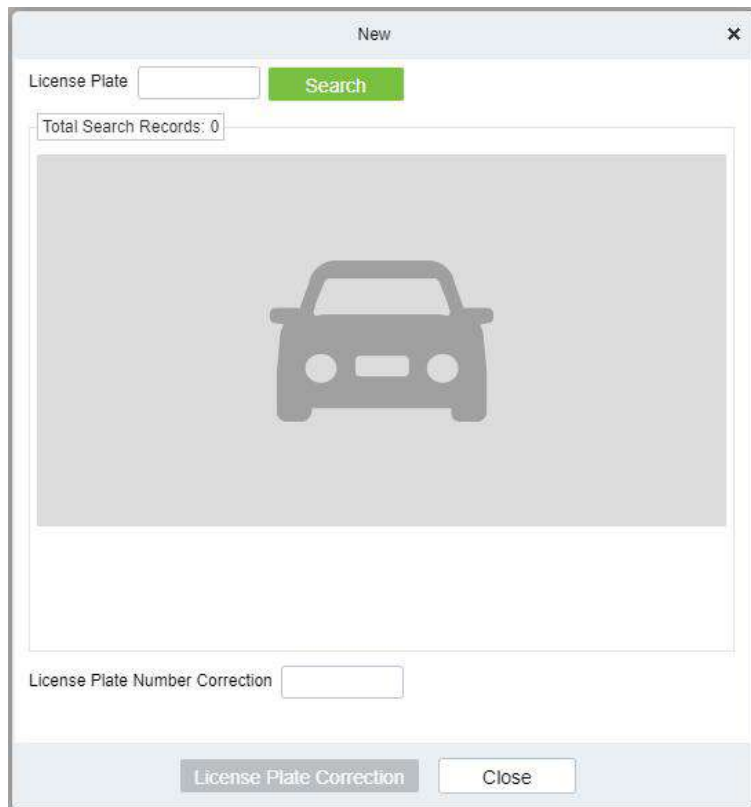 New
License Plate
Search
Total Search Records: 0
License Plate Number Correction
License Plate Correction
Close